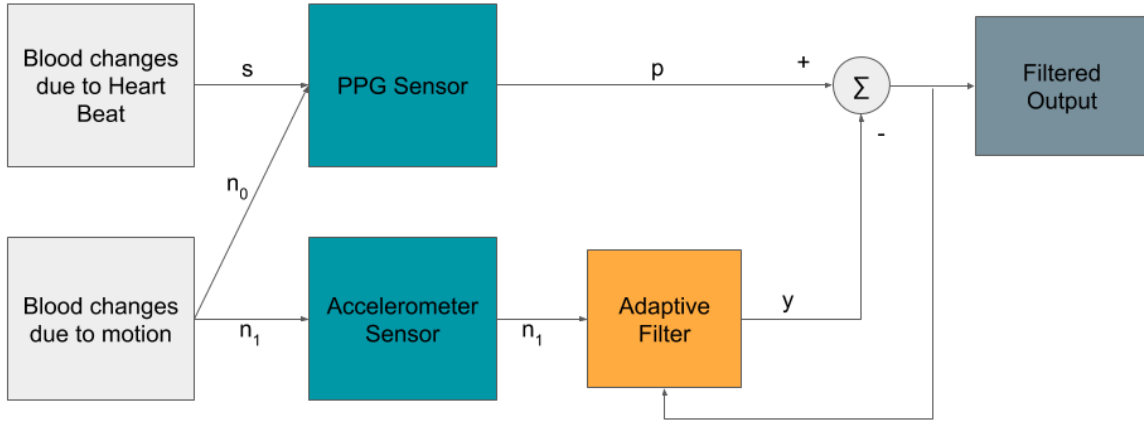 Blood changes
due to Heart
Beat
s
PPG Sensor
p
+
Σ
-
Filtered
Output
n₀
Blood changes
due to motion
n₁
Accelerometer
Sensor
n₁
Adaptive
Filter
y